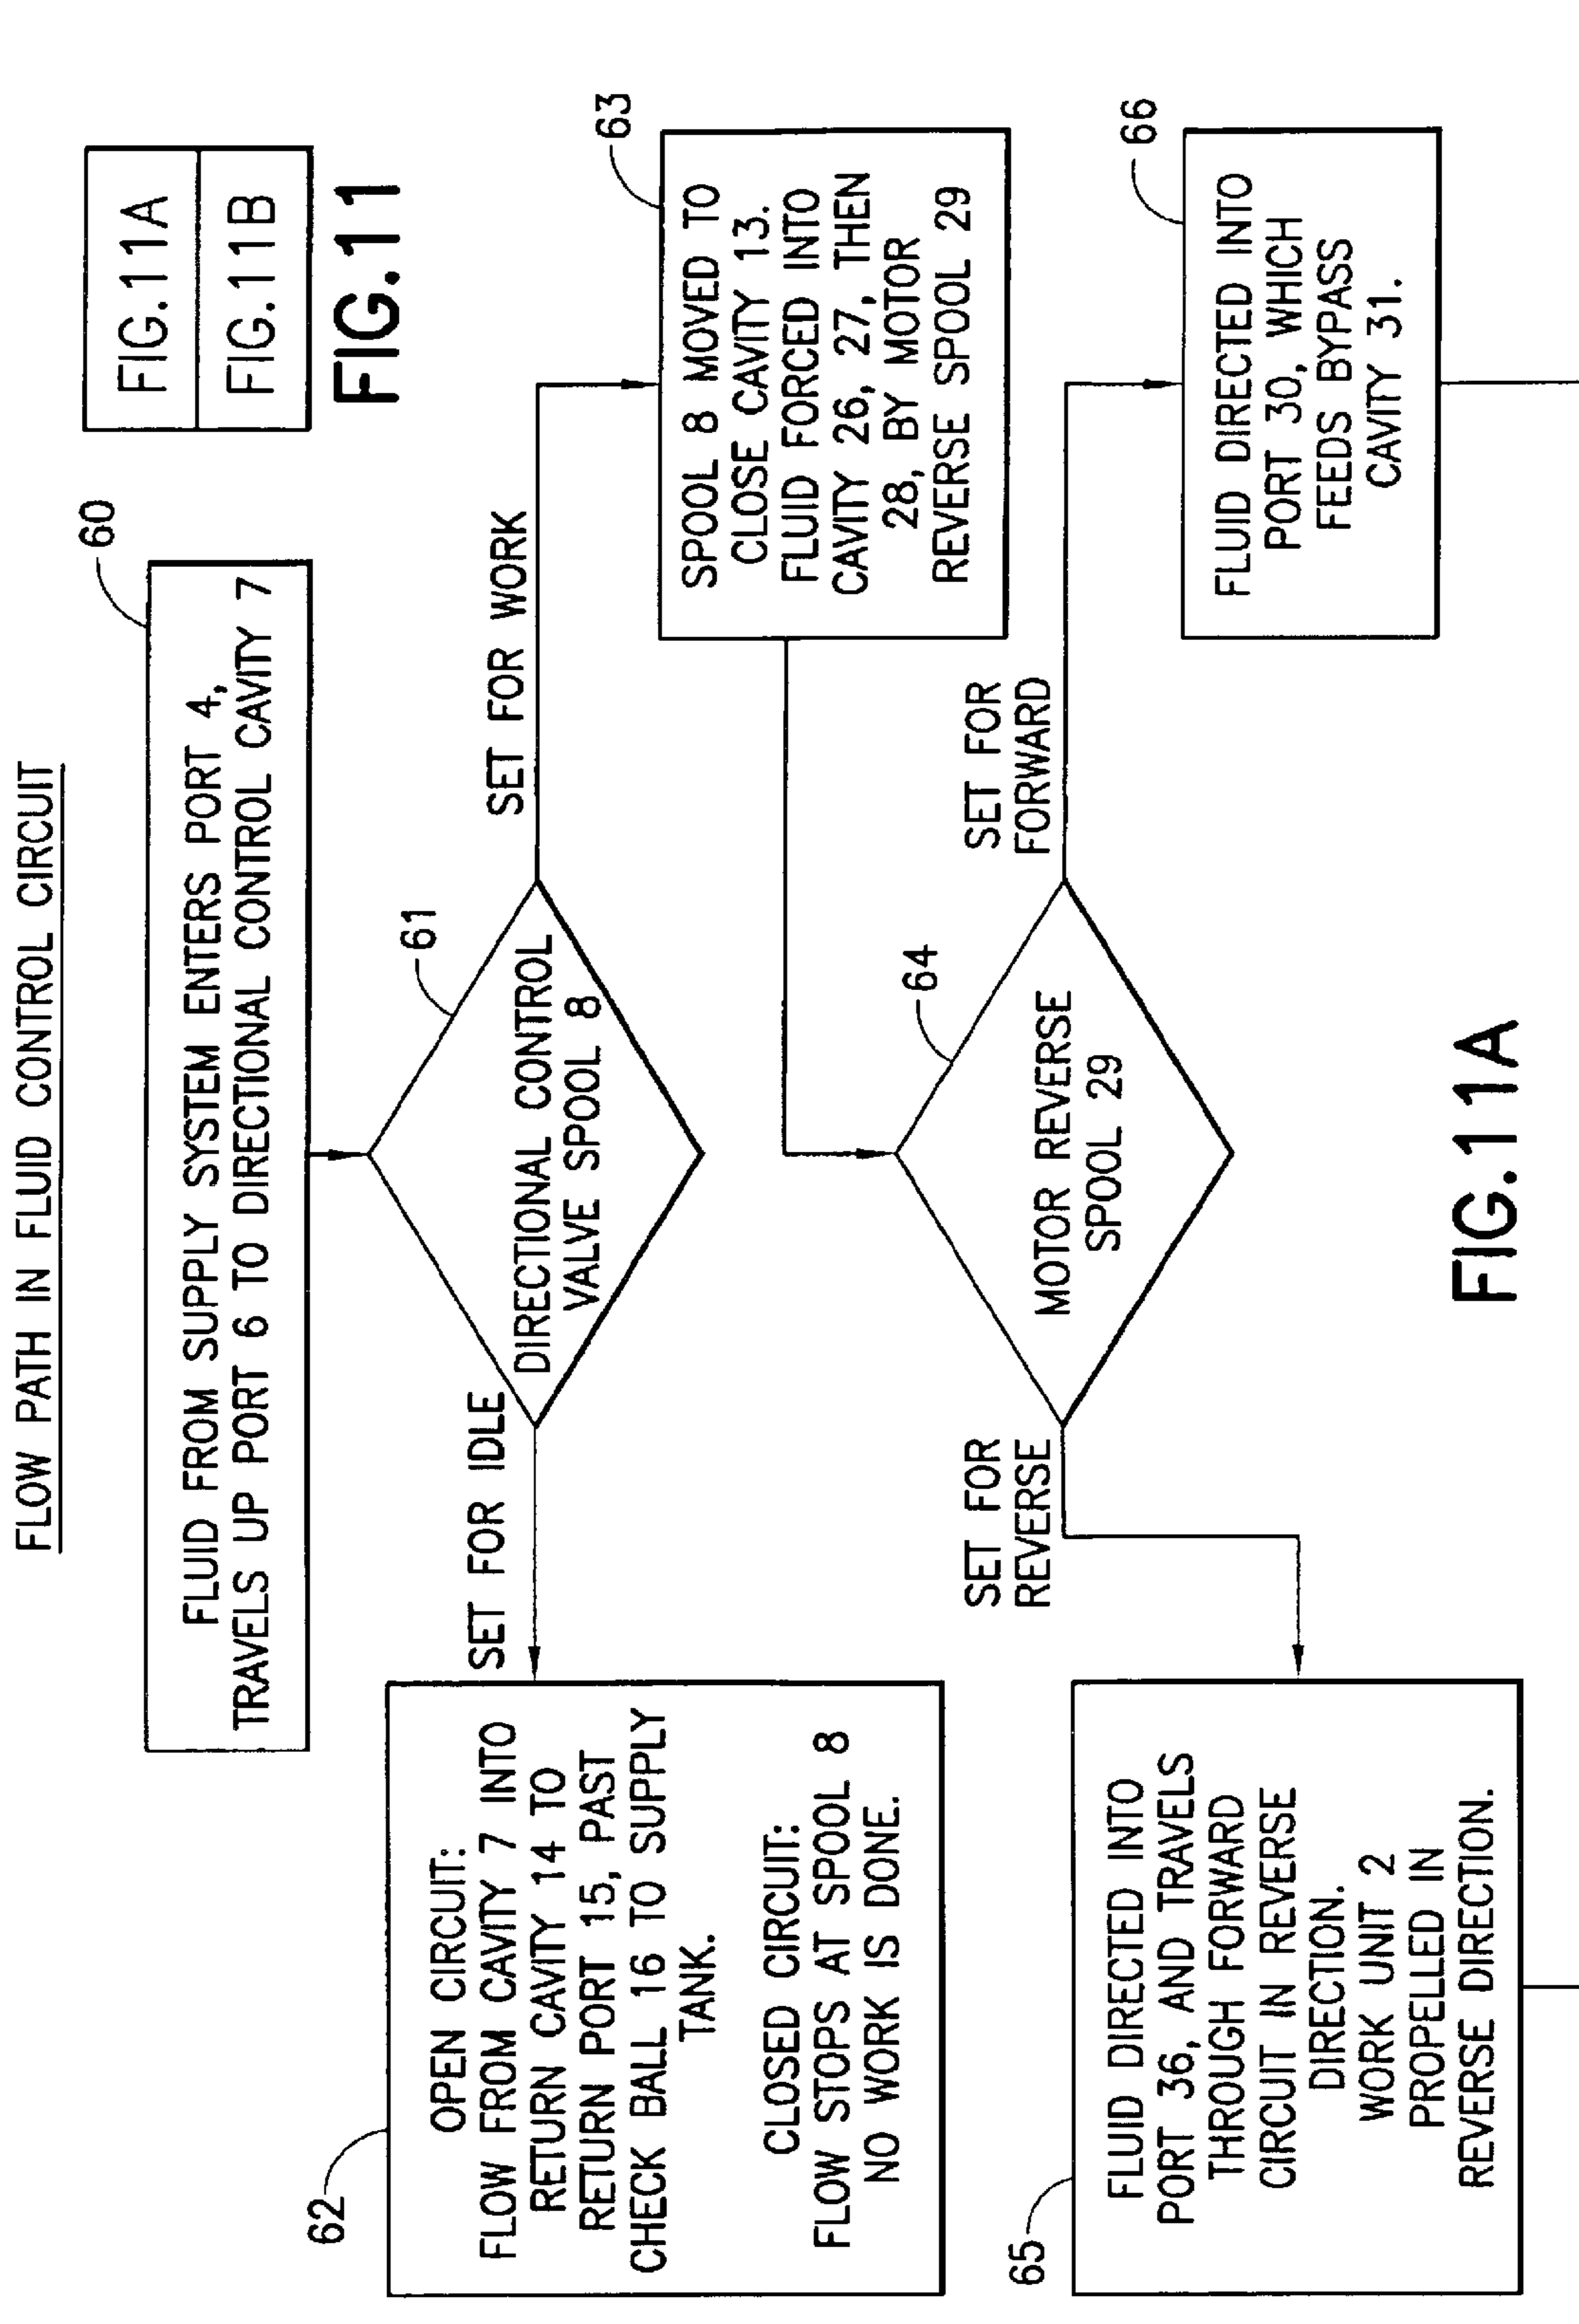 FLOW PATH IN FLUID CONTROL CIRCUIT
FIG.11A
FIG.11B
FIG.11
60
FLUID FROM SUPPLY SYSTEM ENTERS PORT 4,
TRAVELS UP PORT 6 TO DIRECTIONAL CONTROL CAVITY 7
61
DIRECTIONAL CONTROL
VALVE SPOOL 8
SET FOR IDLE
SET FOR WORK
62
OPEN CIRCUIT:
FLOW FROM CAVITY 7 INTO
RETURN CAVITY 14 TO
RETURN PORT 15, PAST
CHECK BALL 16 TO SUPPLY
TANK.
CLOSED CIRCUIT:
FLOW STOPS AT SPOOL 8
NO WORK IS DONE.
63
SPOOL 8 MOVED TO
CLOSE CAVITY 13.
FLUID FORCED INTO
CAVITY 26, 27, THEN
28, BY MOTOR
REVERSE SPOOL 29
64
MOTOR REVERSE
SPOOL 29
SET FOR
REVERSE
SET FOR
FORWARD
65
FLUID DIRECTED INTO
PORT 36, AND TRAVELS
THROUGH FORWARD
CIRCUIT IN REVERSE
DIRECTION.
WORK UNIT 2
PROPELLED IN
REVERSE DIRECTION.
66
FLUID DIRECTED INTO
PORT 30, WHICH
FEEDS BYPASS
CAVITY 31.
FIG.11A